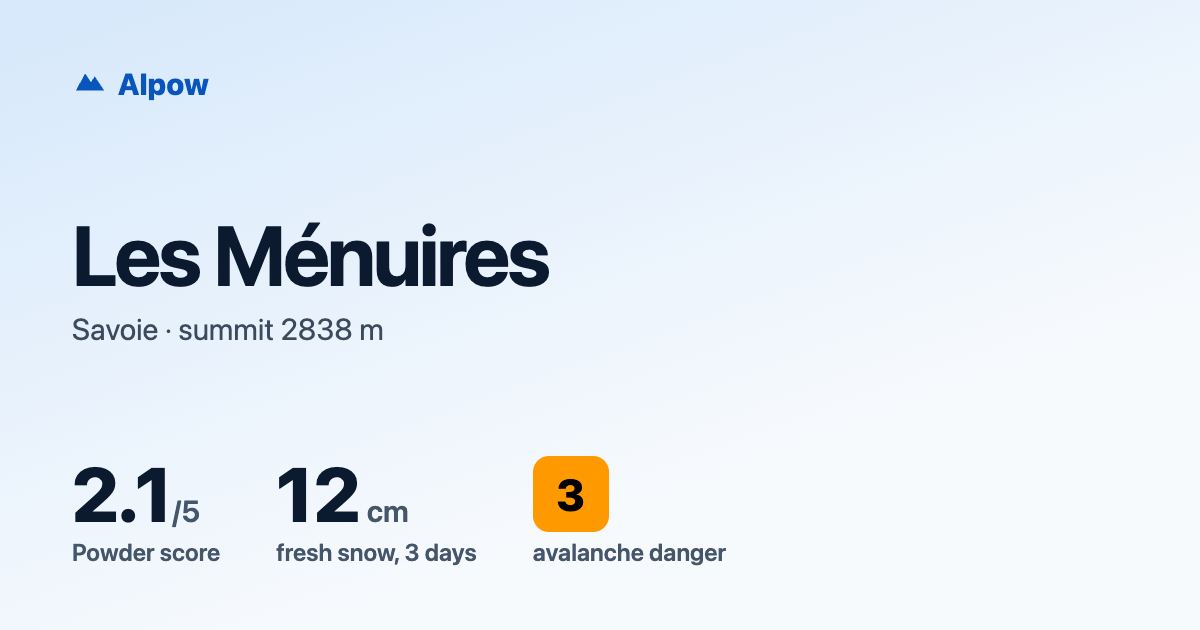 Alpow
Les Ménuires
Savoie · summit 2838 m
2.1/5
Powder score
12 cm
fresh snow, 3 days
3
avalanche danger